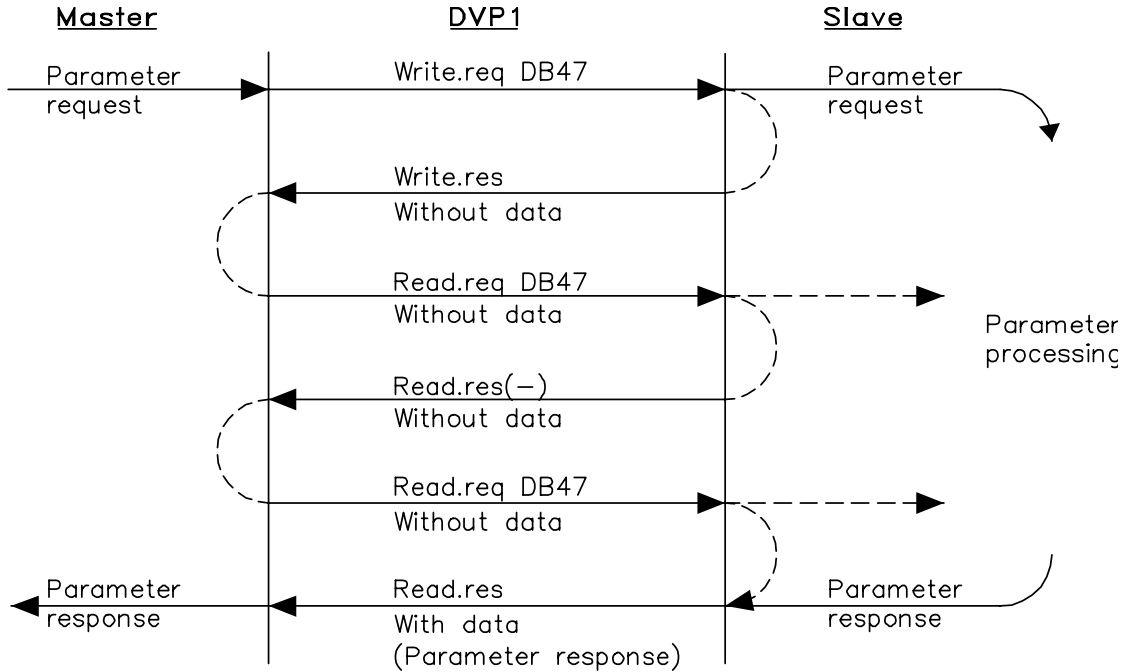 Master
DVP1
Slave
Parameter
request
Write.req DB47
Parameter
request
Write.res
Without data
Read.req DB47
Without data
Parameter
processing
Read.res(-)
Without data
Read.req DB47
Without data
Parameter
response
Read.res
With data
(Parameter response)
Parameter
response